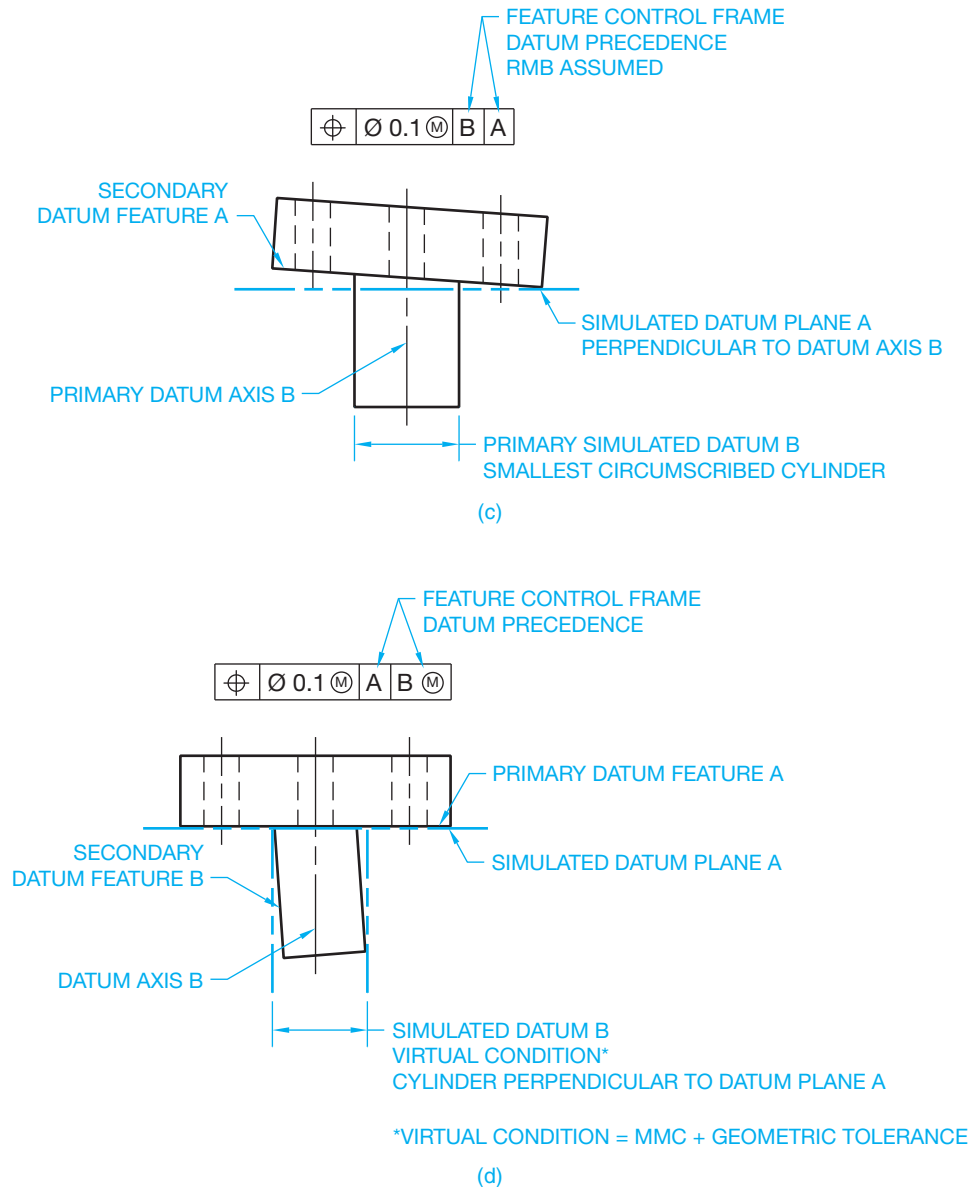 FEATURE CONTROL FRAME
DATUM PRECEDENCE
RMB ASSUMED
⌖ Ø 0.1 Ⓜ B A
SECONDARY
DATUM FEATURE A
SIMULATED DATUM PLANE A
PERPENDICULAR TO DATUM AXIS B
PRIMARY DATUM AXIS B
PRIMARY SIMULATED DATUM B
SMALLEST CIRCUMSCRIBED CYLINDER
(c)
FEATURE CONTROL FRAME
DATUM PRECEDENCE
⌖ Ø 0.1 Ⓜ A B Ⓜ
PRIMARY DATUM FEATURE A
SECONDARY
DATUM FEATURE B
SIMULATED DATUM PLANE A
DATUM AXIS B
SIMULATED DATUM B
VIRTUAL CONDITION*
CYLINDER PERPENDICULAR TO DATUM PLANE A
*VIRTUAL CONDITION = MMC + GEOMETRIC TOLERANCE
(d)